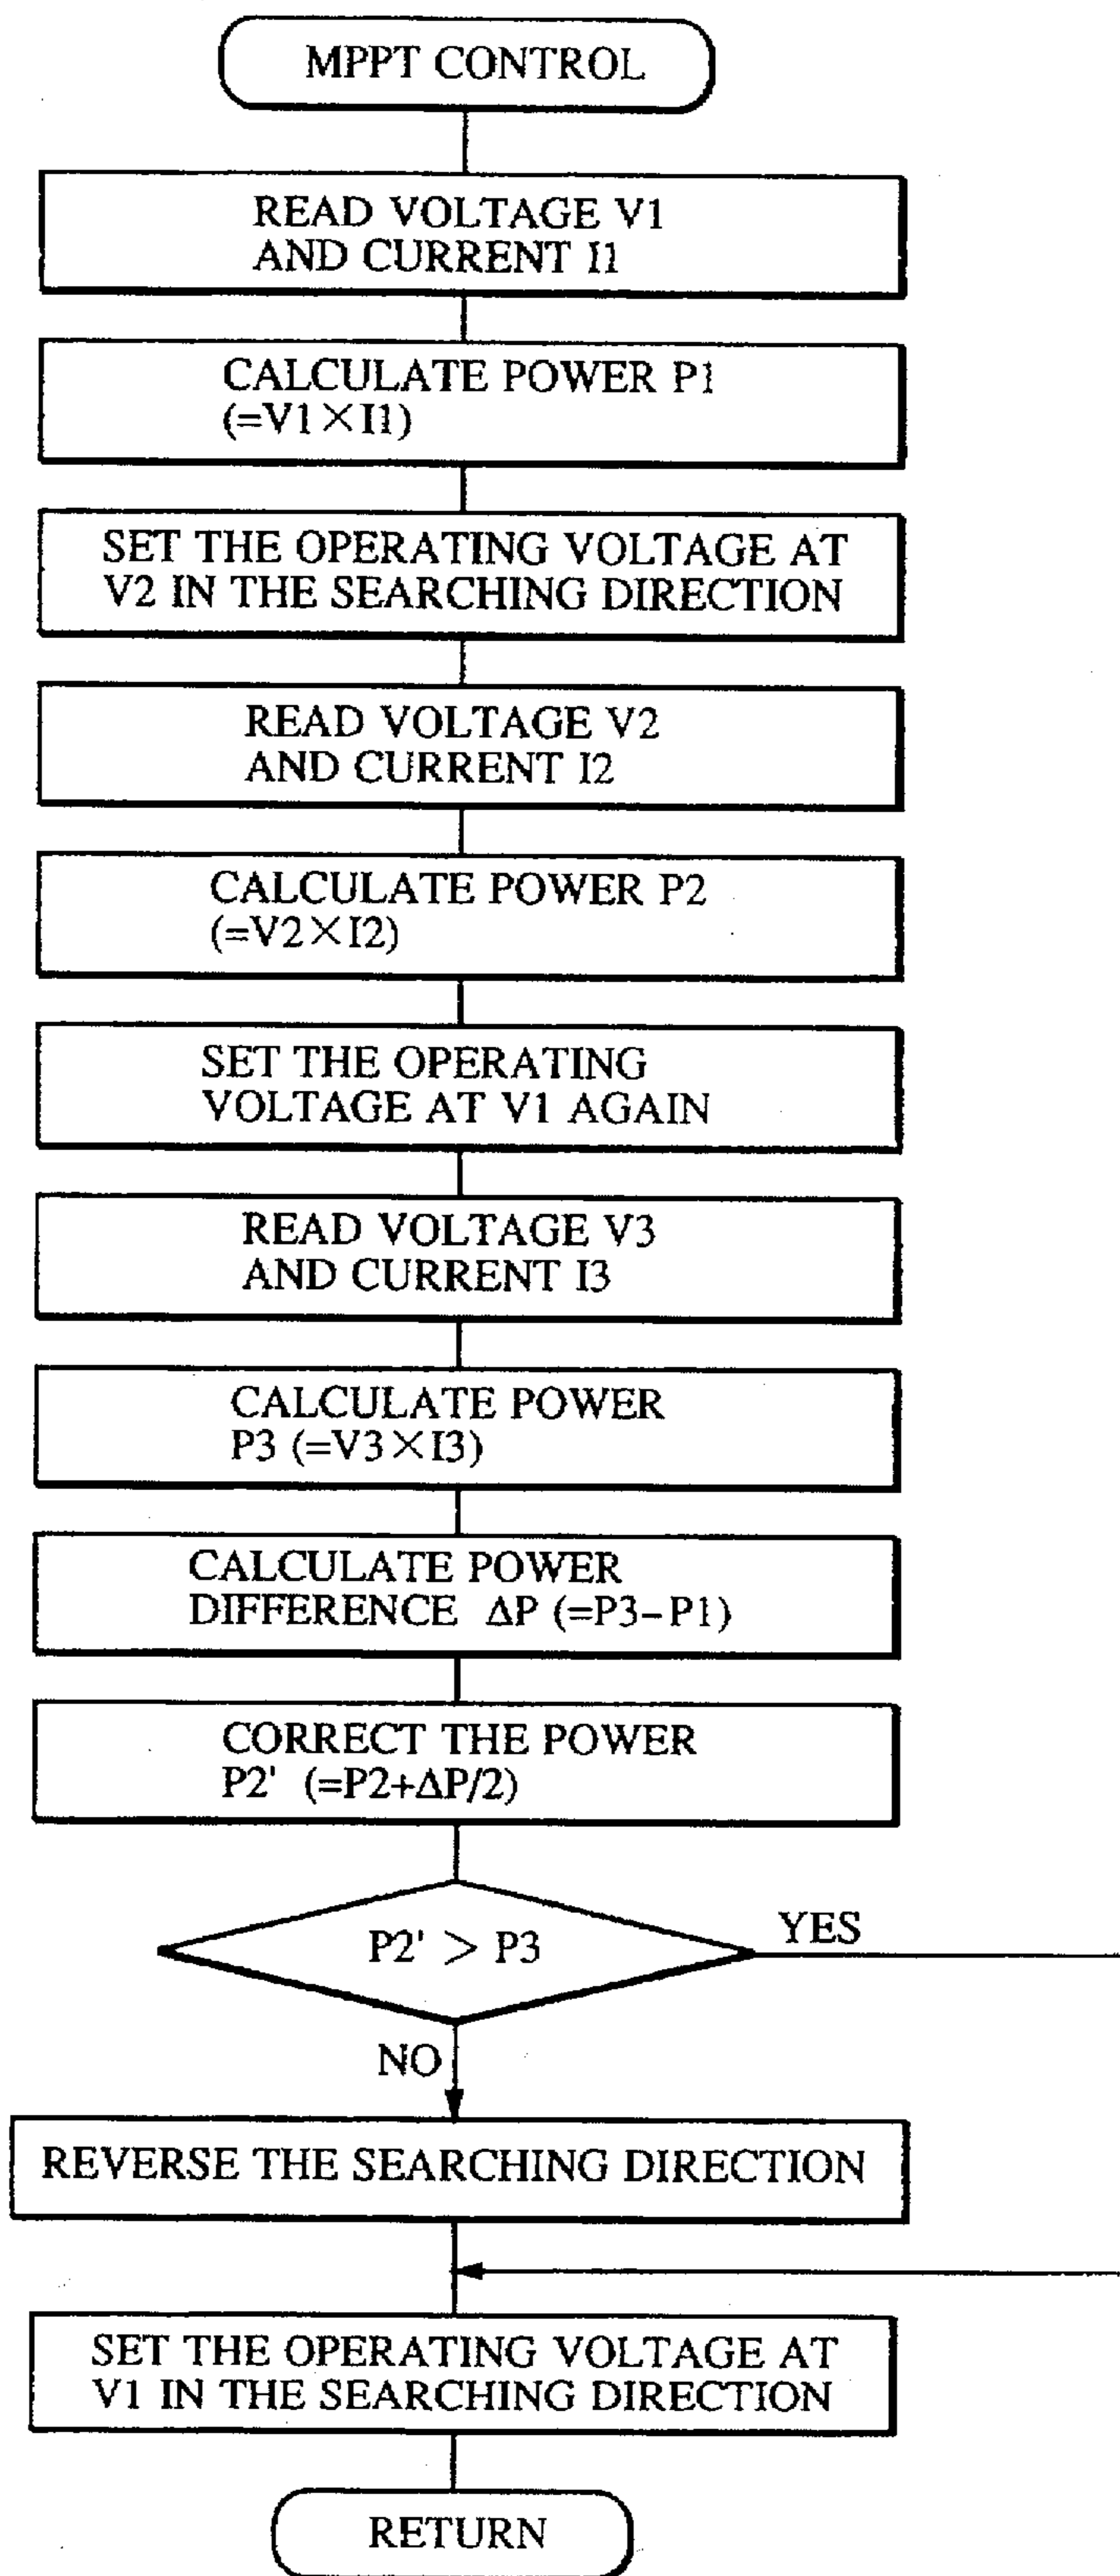 MPPT CONTROL
READ VOLTAGE V1
AND CURRENT I1
CALCULATE POWER P1
(=V1×I1)
SET THE OPERATING VOLTAGE AT
V2 IN THE SEARCHING DIRECTION
READ VOLTAGE V2
AND CURRENT I2
CALCULATE POWER P2
(=V2×I2)
SET THE OPERATING
VOLTAGE AT V1 AGAIN
READ VOLTAGE V3
AND CURRENT I3
CALCULATE POWER
P3 (=V3×I3)
CALCULATE POWER
DIFFERENCE ΔP (=P3−P1)
CORRECT THE POWER
P2' (=P2+ΔP/2)
P2' > P3
YES
NO
REVERSE THE SEARCHING DIRECTION
SET THE OPERATING VOLTAGE AT
V1 IN THE SEARCHING DIRECTION
RETURN